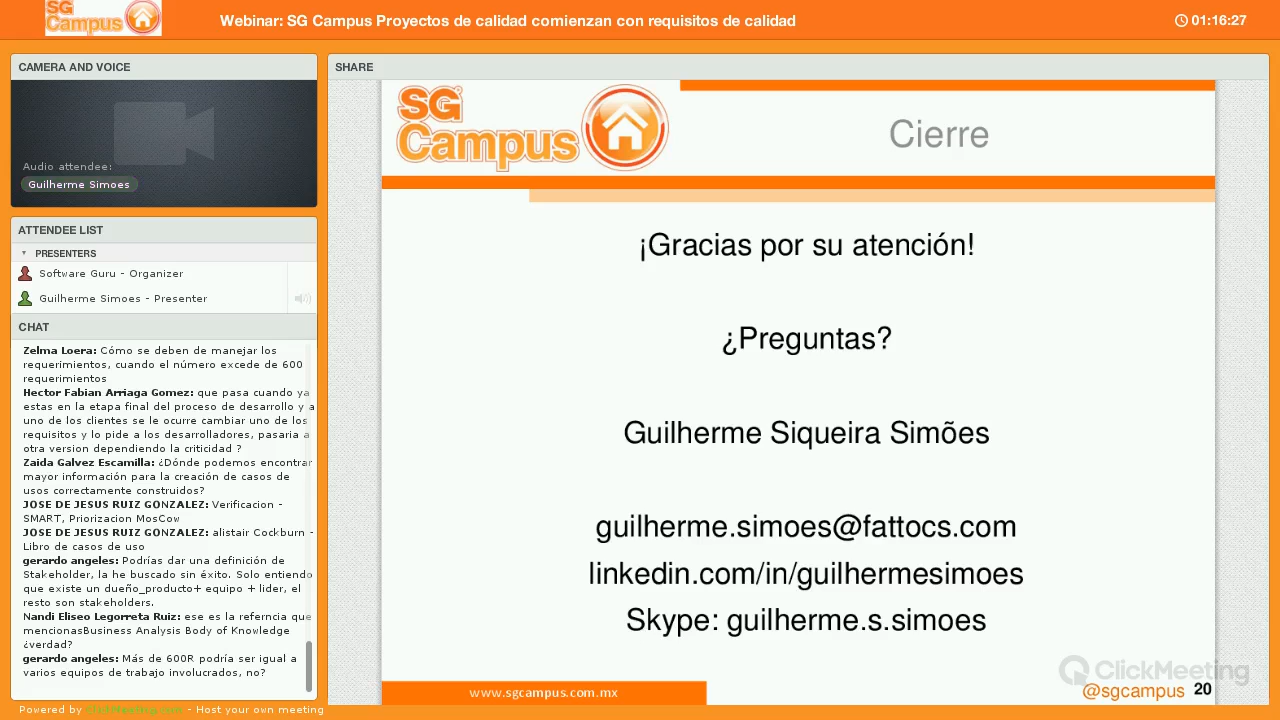 SG
Campus
Webinar: SG Campus Proyectos de calidad comienzan con requisitos de calidad
01:16:27
CAMERA AND VOICE
Audio attendee:
Guilherme Simoes
ATTENDEE LIST
PRESENTERS
Software Guru - Organizer
Guilherme Simoes - Presenter
CHAT
Zelma Loera: Cómo se deben de manejar los
requerimientos, cuando el número excede de 600
requerimientos
Hector Fabian Arriaga Gomez: que pasa cuando ya
estas en la etapa final del proceso de desarrollo y a
uno de los clientes se le ocurre cambiar uno de los
requisitos y lo pide a los desarrolladores, pasaria a
otra version dependiendo la criticidad ?
Zaida Galvez Escamilla: ¿Dónde podemos encontrar
mayor información para la creación de casos de
usos correctamente construidos?
JOSE DE JESUS RUIZ GONZALEZ: Verificacion -
SMART, Priorizacion MosCow
JOSE DE JESUS RUIZ GONZALEZ: alistair Cockburn -
Libro de casos de uso
gerardo angeles: Podrías dar una definición de
Stakeholder, la he buscado sin éxito. Solo entiendo
que existe un dueño_producto+ equipo + lider, el
resto son stakeholders.
Nandi Eliseo Legorreta Ruiz: ese es la referncia que
mencionasBusiness Analysis Body of Knowledge
¿verdad?
gerardo angeles: Más de 600R podría ser igual a
varios equipos de trabajo involucrados, no?
Powered by ClickMeeting.com - Host your own meeting
SHARE
SG
Campus
Cierre
¡Gracias por su atención!
¿Preguntas?
Guilherme Siqueira Simões
guilherme.simoes@fattocs.com
linkedin.com/in/guilhermesimoes
Skype: guilherme.s.simoes
www.sgcampus.com.mx
ClickMeeting
@sgcampus 20